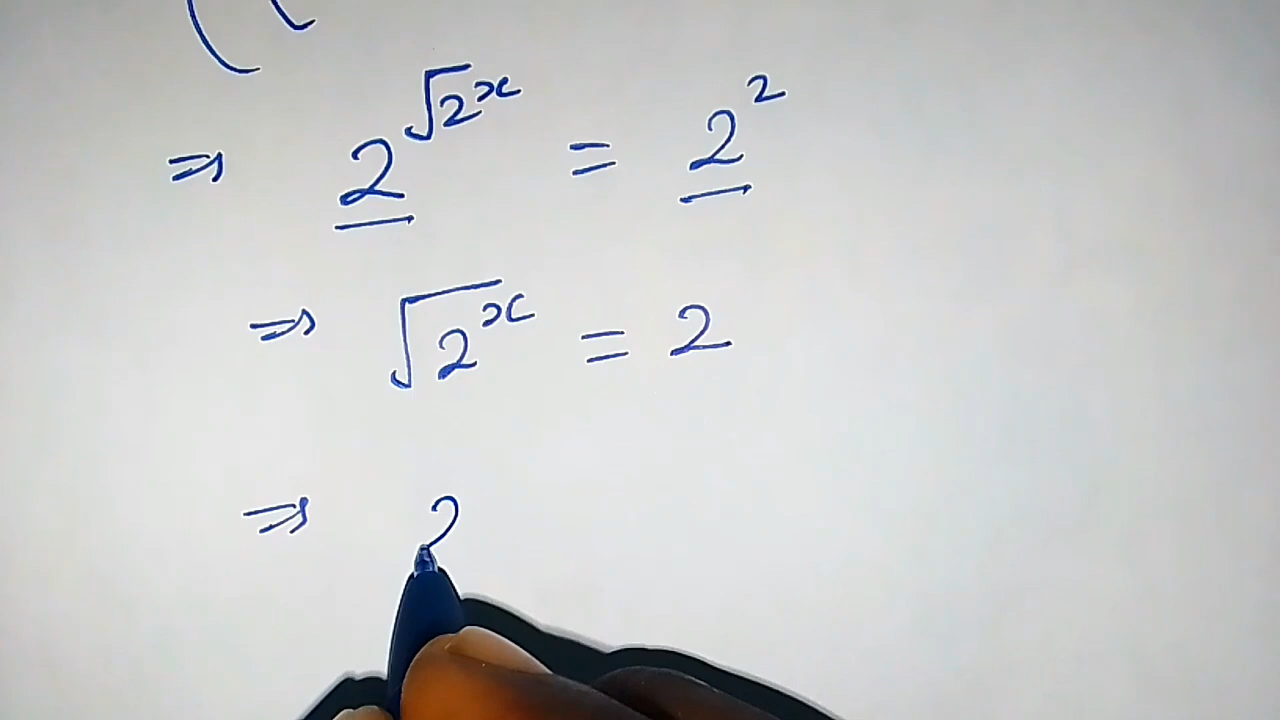 ((
⇒ 2^√2^x = 2^2
⇒ √2^x = 2
⇒ 2